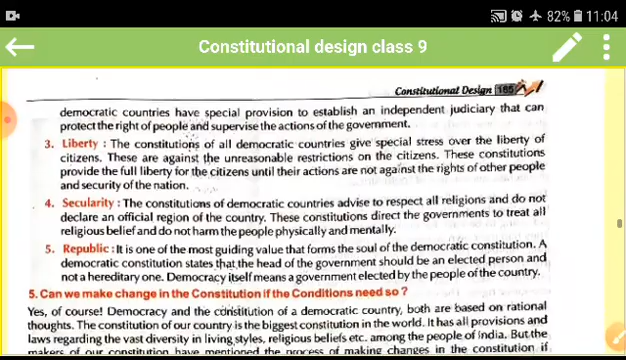 82% 11:04
Constitutional design class 9
Constitutional Design 165
democratic countries have special provision to establish an independent judiciary that can
protect the right of people and supervise the actions of the government.
3. Liberty : The constitutions of all democratic countries give special stress over the liberty of
citizens. These are against the unreasonable restrictions on the citizens. These constitutions
provide the full liberty for the citizens until their actions are not against the rights of other people
and security of the nation.
4. Secularity : The constitutions of democratic countries advise to respect all religions and do not
declare an official region of the country. These constitutions direct the governments to treat all
religious belief and do not harm the people physically and mentally.
5. Republic : It is one of the most guiding value that forms the soul of the democratic constitution. A
democratic constitution states that the head of the government should be an elected person and
not a hereditary one. Democracy itself means a government elected by the people of the country.
5. Can we make change in the Constitution if the Conditions need so ?
Yes, of course! Democracy and the constitution of a democratic country, both are based on rational
thoughts. The constitution of our country is the biggest constitution in the world. It has all provisions and
laws regarding the vast diversity in living styles, religious beliefs etc. among the people of India. But the
makers of our constitution have mentioned the process of making changes in the constitution if